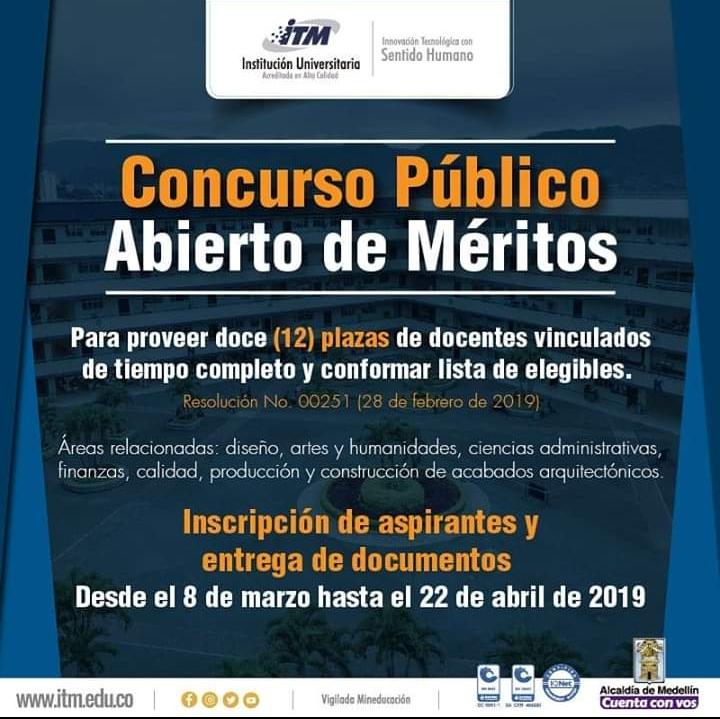 iTM
Institución Universitaria
Acreditada en Alta Calidad
Innovación Tecnológica con
Sentido Humano
Concurso Público
Abierto de Méritos
Para proveer doce (12) plazas de docentes vinculados
de tiempo completo y conformar lista de elegibles.
Resolución No. 00251 (28 de febrero de 2019)
Áreas relacionadas: diseño, artes y humanidades, ciencias administrativas,
finanzas, calidad, producción y construcción de acabados arquitectónicos.
Inscripción de aspirantes y
entrega de documentos
Desde el 8 de marzo hasta el 22 de abril de 2019
www.itm.edu.co
Vigilada Mineducación
IQNet
Alcaldía de Medellín
Cuenta con vos